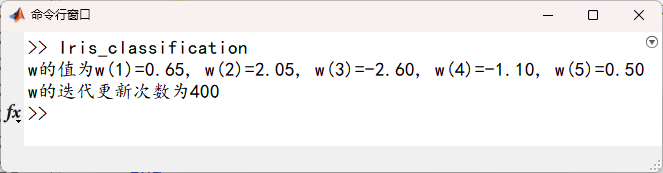 命令行窗口
>> Iris_classification
w的值为w(1)=0.65, w(2)=2.05, w(3)=-2.60, w(4)=-1.10, w(5)=0.50
w的迭代更新次数为400
fx >>